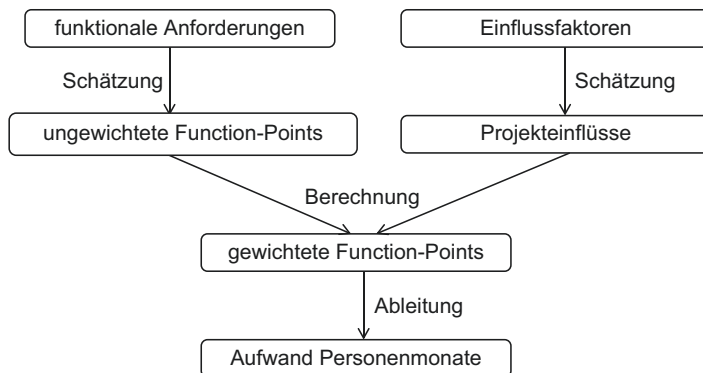 funktionale Anforderungen
Einflussfaktoren
Schätzung
Schätzung
ungewichtete Function-Points
Projekteinflüsse
Berechnung
gewichtete Function-Points
Ableitung
Aufwand Personenmonate